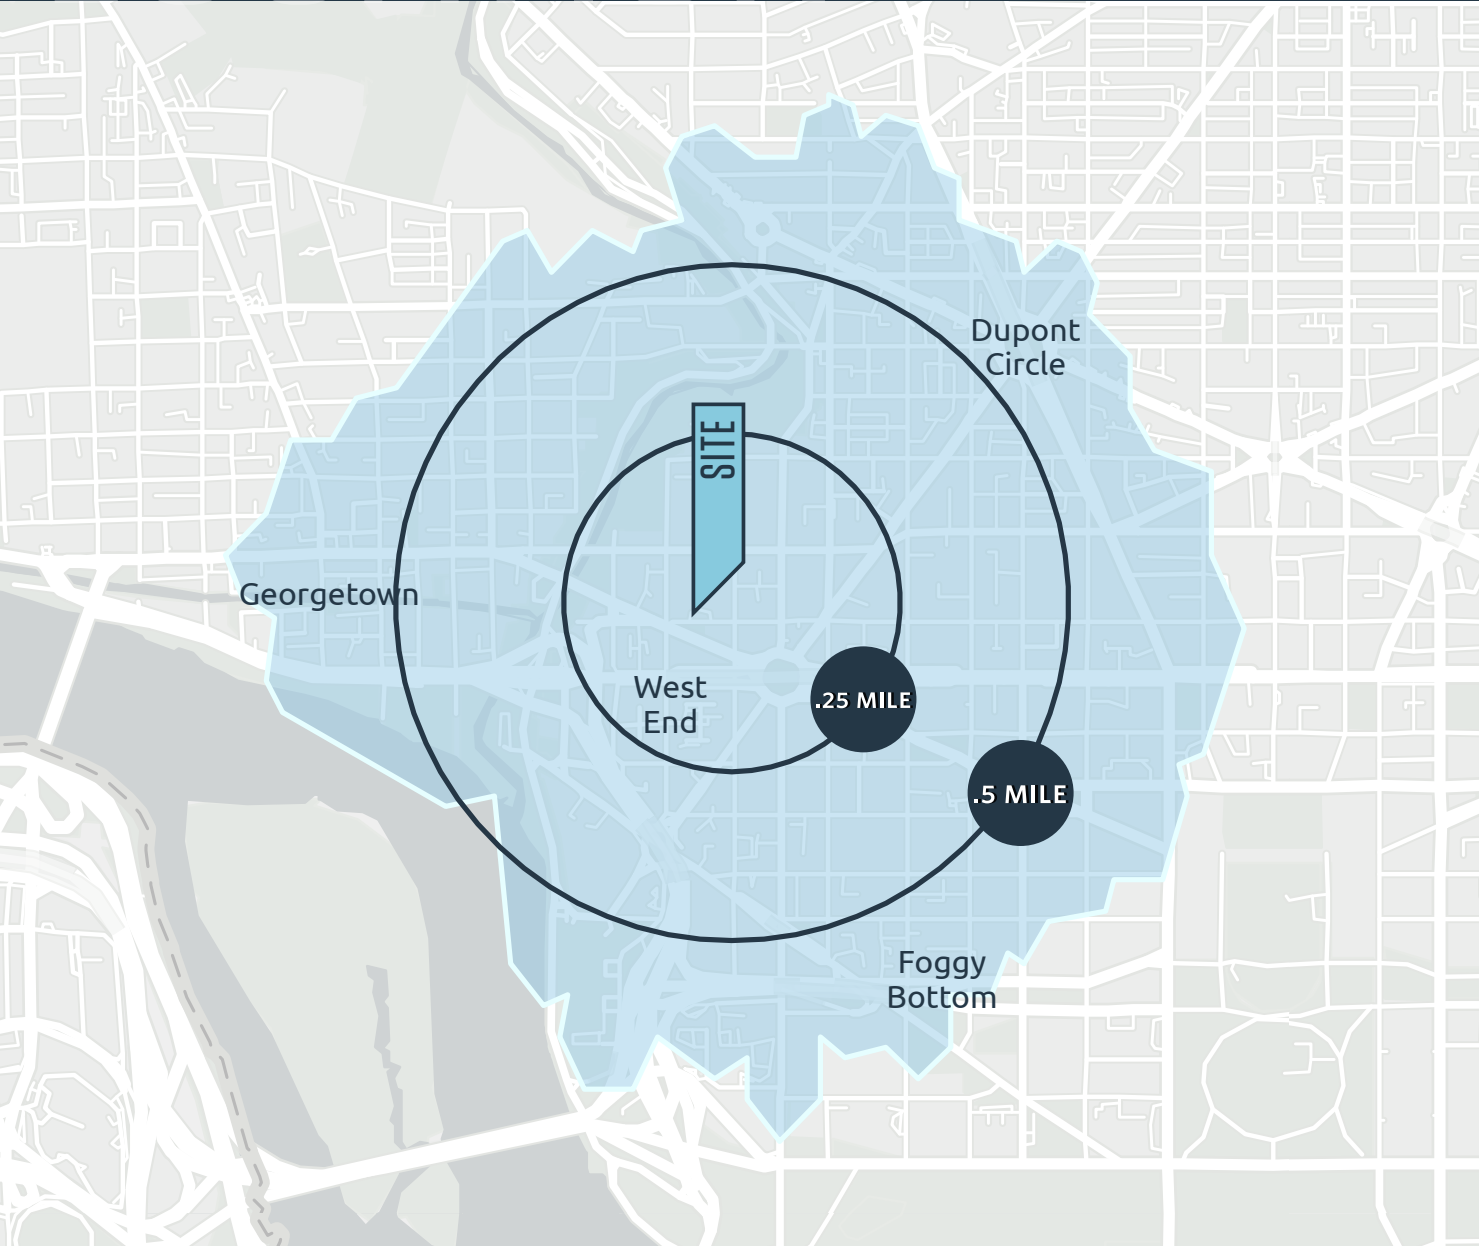 Dupont
Circle
SITE
Georgetown
West
End
.25 MILE
.5 MILE
Foggy
Bottom